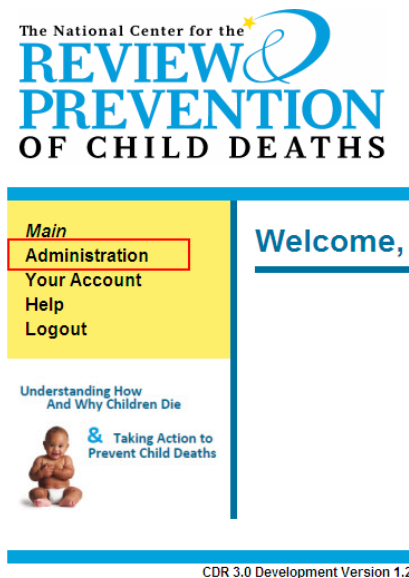 The National Center for the
REVIEW &
PREVENTION
OF CHILD DEATHS
Main
Administration
Your Account
Help
Logout
Welcome,
Understanding How
And Why Children Die
& Taking Action to
Prevent Child Deaths
CDR 3.0 Development Version 1.2